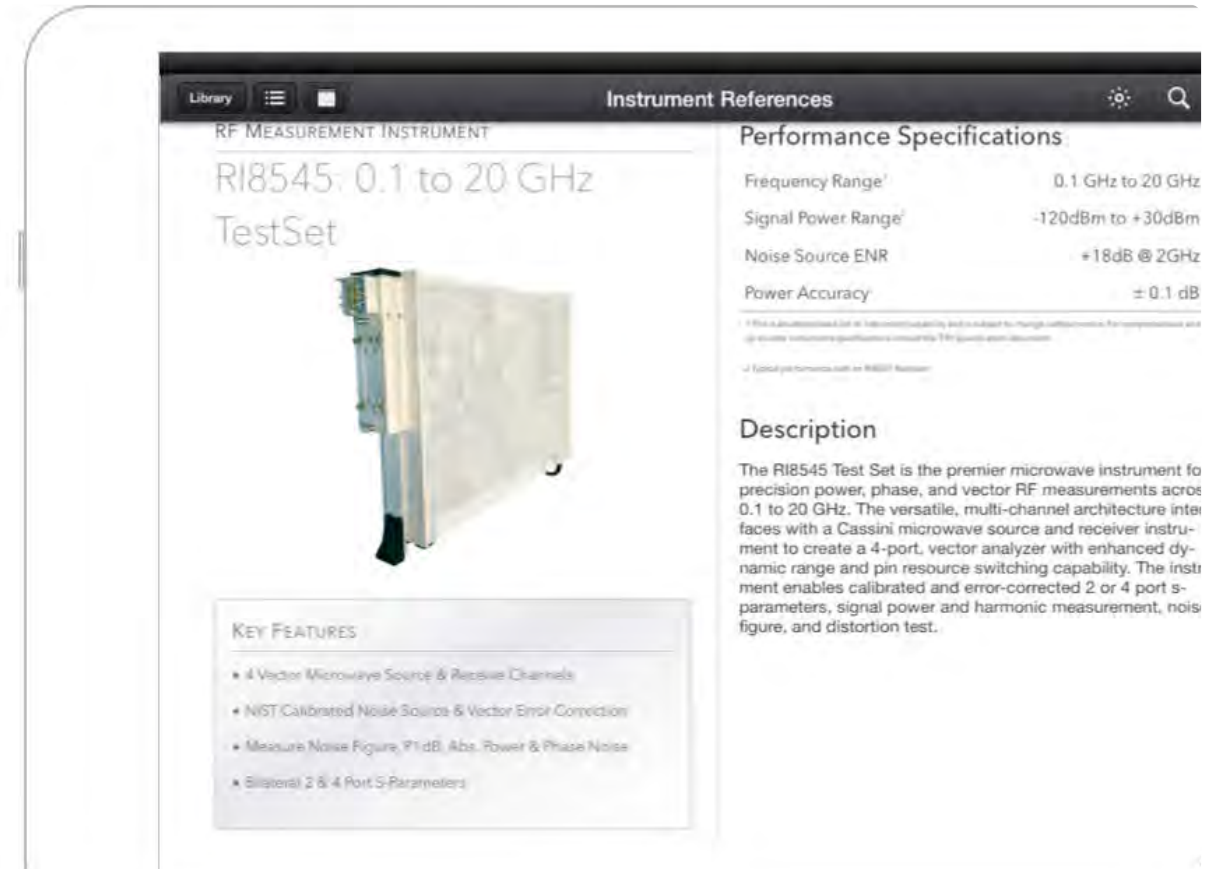 Library
Instrument References
RF MEASUREMENT INSTRUMENT
RI8545: 0.1 to 20 GHz
TestSet
KEY FEATURES
• 4 Vector Microwave Source & Receive Channels
• NIST Calibrated Noise Source & Vector Error Correction
• Measure Noise Figure, P1dB, Abs. Power & Phase Noise
• Bilateral 2 & 4 Port S-Parameters
Performance Specifications
Frequency Range¹ 0.1 GHz to 20 GHz
Signal Power Range² -120dBm to +30dBm
Noise Source ENR +18dB @ 2GHz
Power Accuracy ± 0.1 dB
Description
The RI8545 Test Set is the premier microwave instrument fo
precision power, phase, and vector RF measurements acros
0.1 to 20 GHz. The versatile, multi-channel architecture inter
faces with a Cassini microwave source and receiver instru-
ment to create a 4-port, vector analyzer with enhanced dy-
namic range and pin resource switching capability. The instr
ment enables calibrated and error-corrected 2 or 4 port s-
parameters, signal power and harmonic measurement, nois
figure, and distortion test.